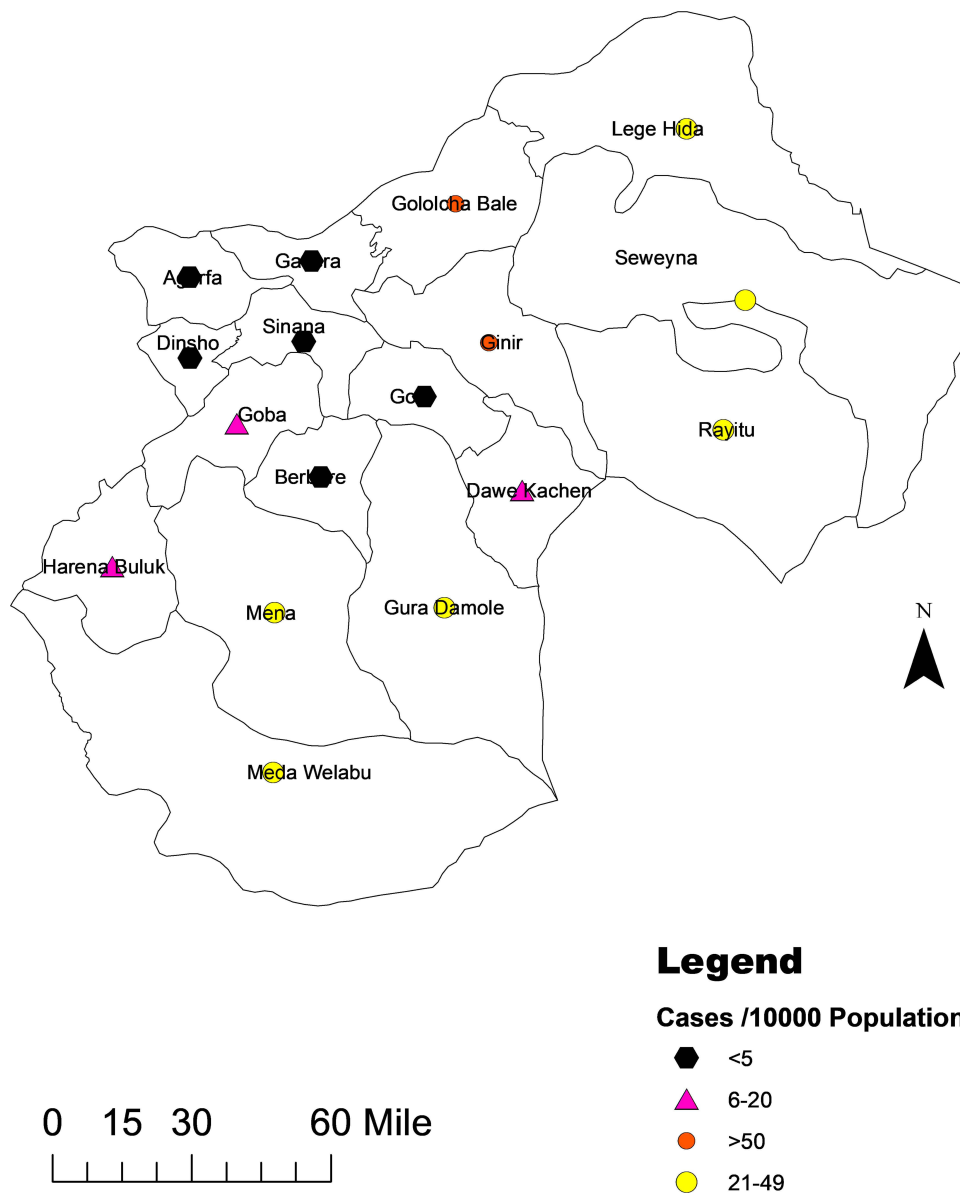 Lege Hida
Gololcha Bale
Seweyna
Sinana
Dinsho
Ginir
Goba
Rayitu
Dawe Kachen
Harena Buluk
Mena
Gura Damole
N
Meda Welabu
Legend
Cases /10000 Population
<5
6-20
>50
21-49
0 15 30 60 Mile